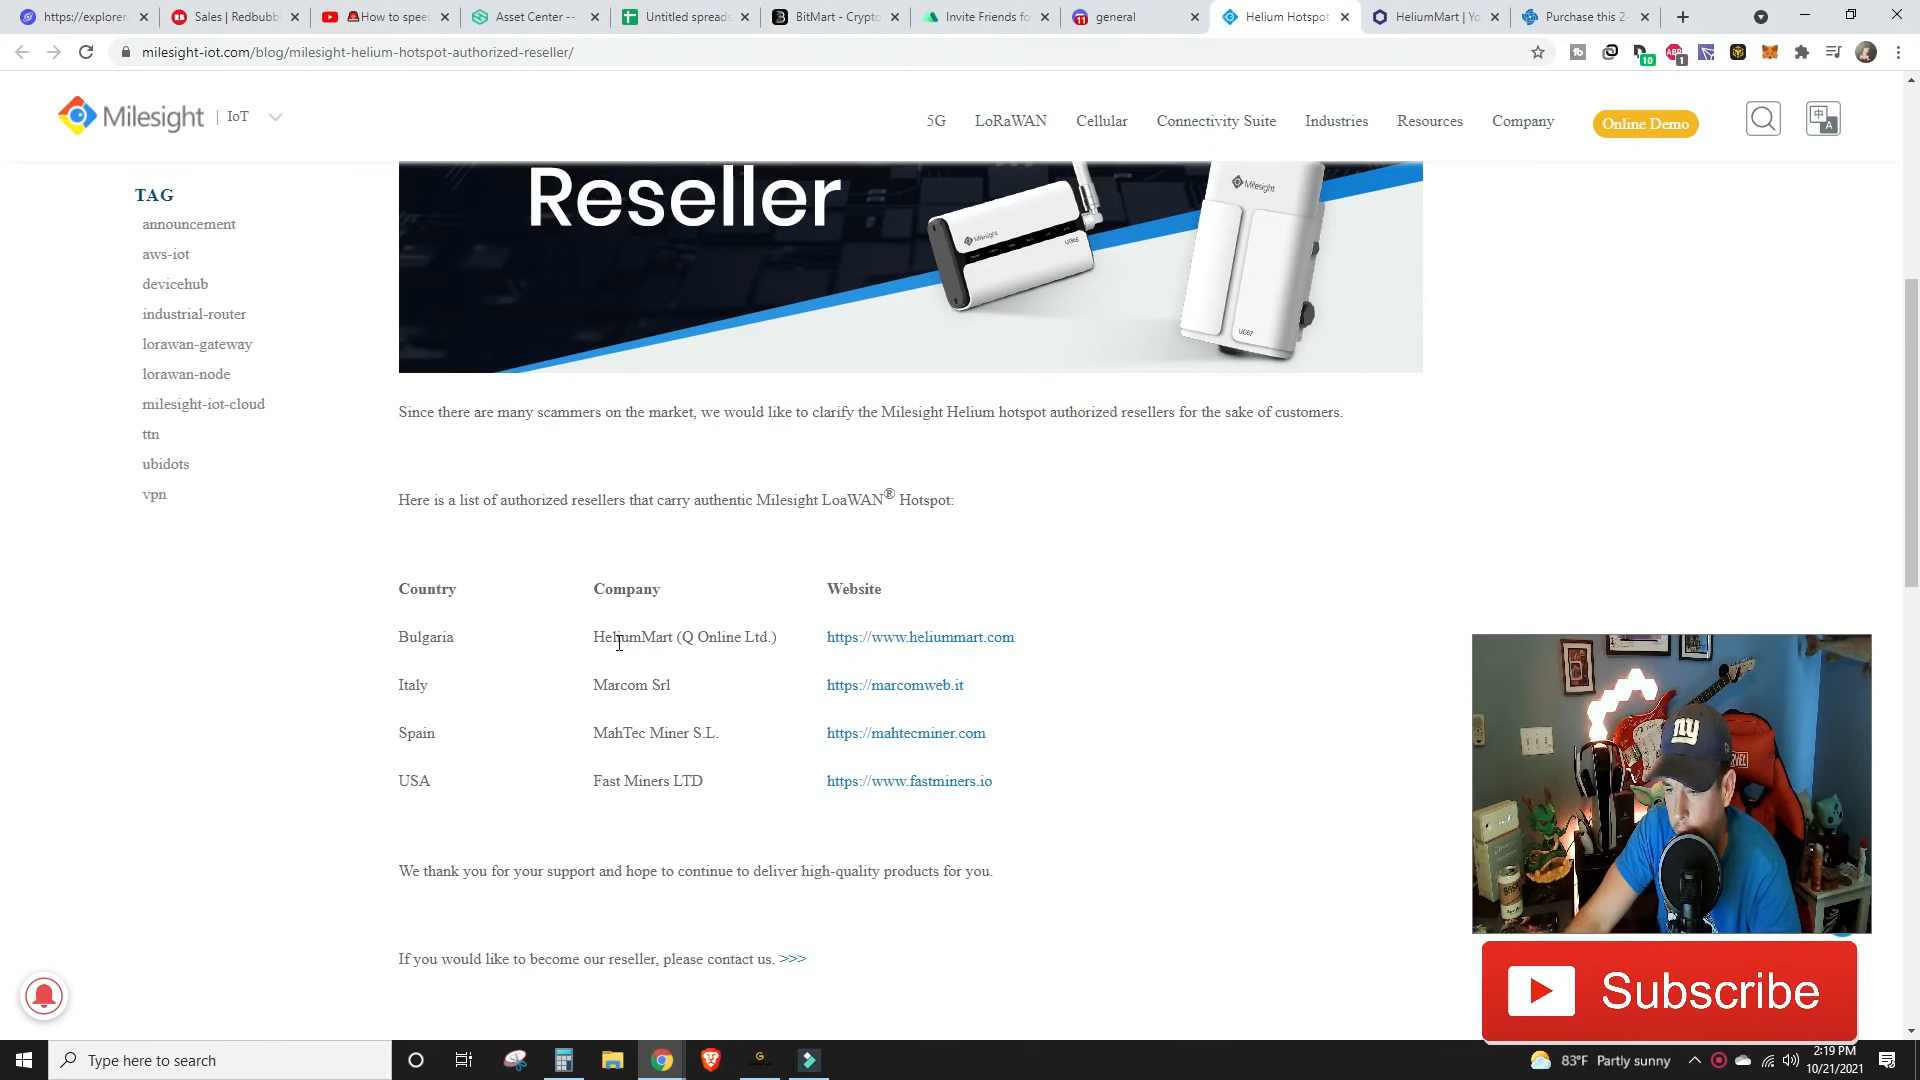 https://explorer. Sales | Redbubb How to speed Asset Center -- Untitled spreads BitMart - Crypto Invite Friends fo general Helium Hotspot HeliumMart | Yo Purchase this 2-
milesight-iot.com/blog/milesight-helium-hotspot-authorized-reseller/
10 1
Milesight | IoT
5G LoRaWAN Cellular Connectivity Suite Industries Resources Company Online Demo
Reseller
Milesight
Milesight
UG65
UG67
TAG
announcement
aws-iot
devicehub
industrial-router
lorawan-gateway
lorawan-node
milesight-iot-cloud
ttn
ubidots
vpn
Since there are many scammers on the market, we would like to clarify the Milesight Helium hotspot authorized resellers for the sake of customers.
Here is a list of authorized resellers that carry authentic Milesight LoaWAN® Hotspot:
Country Company Website
Bulgaria HeliumMart (Q Online Ltd.) https://www.heliummart.com
Italy Marcom Srl https://marcomweb.it
Spain MahTec Miner S.L. https://mahtecminer.com
USA Fast Miners LTD https://www.fastminers.io
We thank you for your support and hope to continue to deliver high-quality products for you.
If you would like to become our reseller, please contact us. >>>
ny
Subscribe
Type here to search
83°F Partly sunny
2:19 PM
10/21/2021